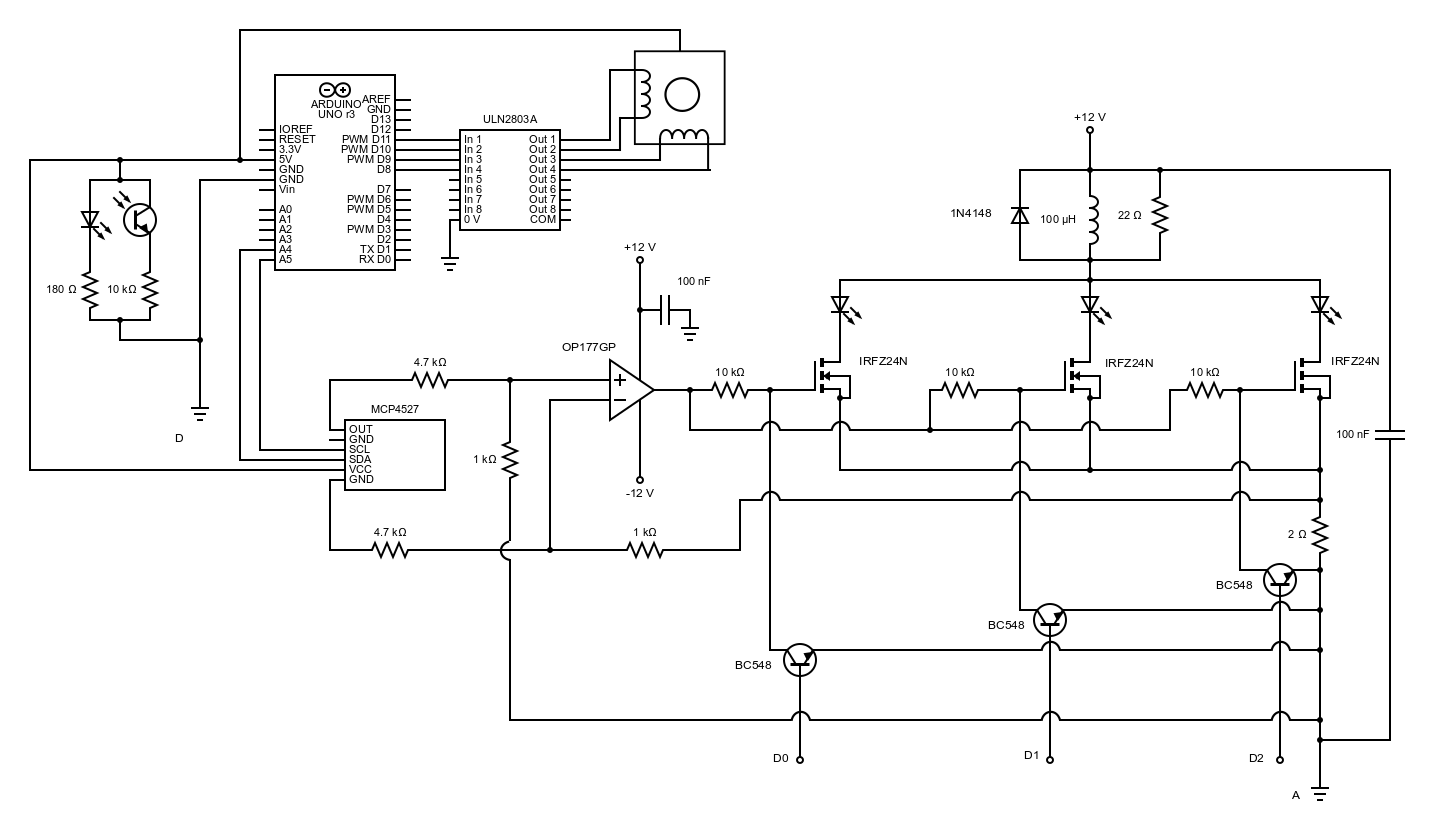 ARDUINO
UNO r3
AREF
GND
D13
D12
PWM D11
PWM D10
PWM D9
D8
D7
PWM D6
PWM D5
D4
PWM D3
D2
TX D1
RX D0
IOREF
RESET
3.3V
5V
GND
GND
Vin
A0
A1
A2
A3
A4
A5
ULN2803A
In 1
In 2
In 3
In 4
In 5
In 6
In 7
In 8
0 V
Out 1
Out 2
Out 3
Out 4
Out 5
Out 6
Out 7
Out 8
COM
+12 V
1N4148
100 µH
22 Ω
180 Ω
10 kΩ
+12 V
100 nF
OP177GP
4.7 kΩ
10 kΩ
IRFZ24N
10 kΩ
IRFZ24N
10 kΩ
IRFZ24N
MCP4527
OUT
GND
SCL
SDA
VCC
GND
D
1 kΩ
-12 V
100 nF
4.7 kΩ
1 kΩ
2 Ω
BC548
BC548
BC548
D0
D1
D2
A